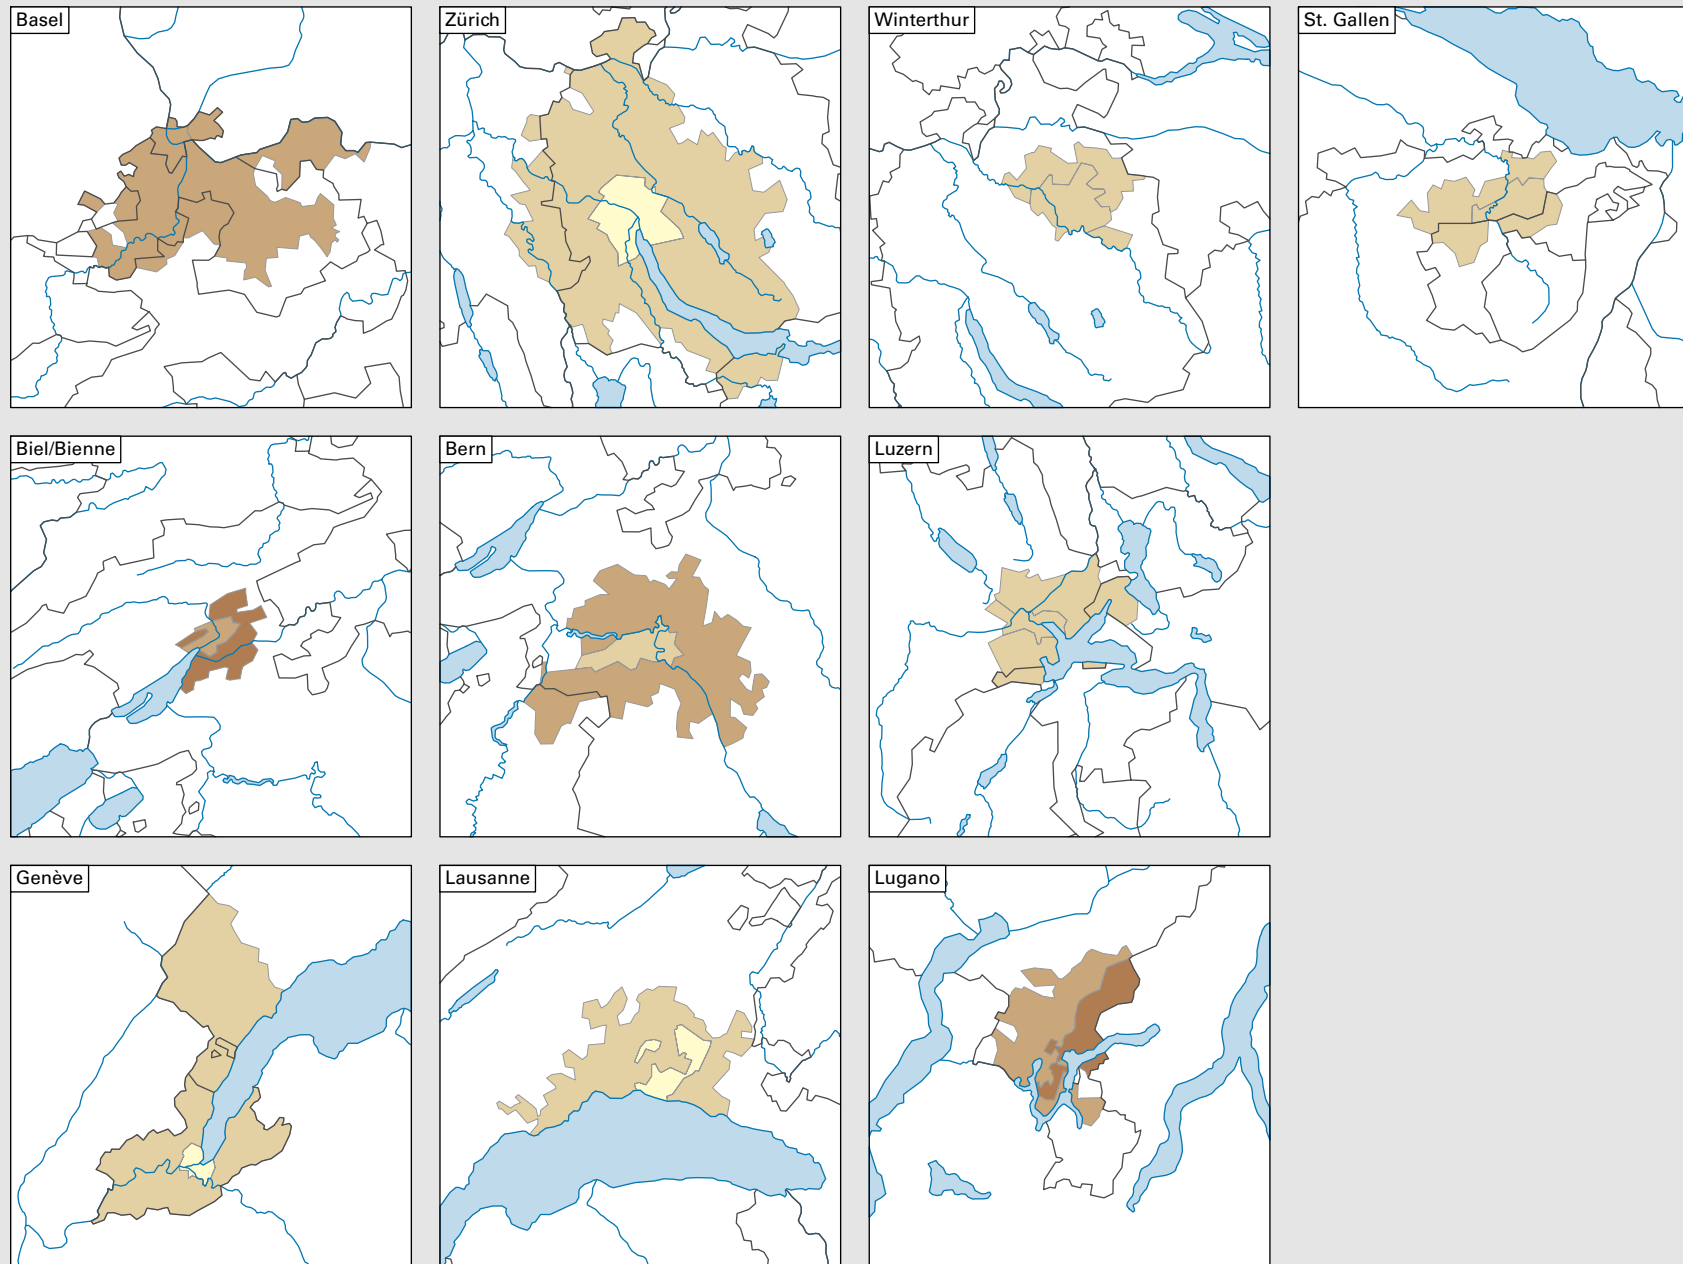 Basel
Zürich
Winterthur
St. Gallen
Biel/Bienne
Bern
Luzern
Genève
Lausanne
Lugano